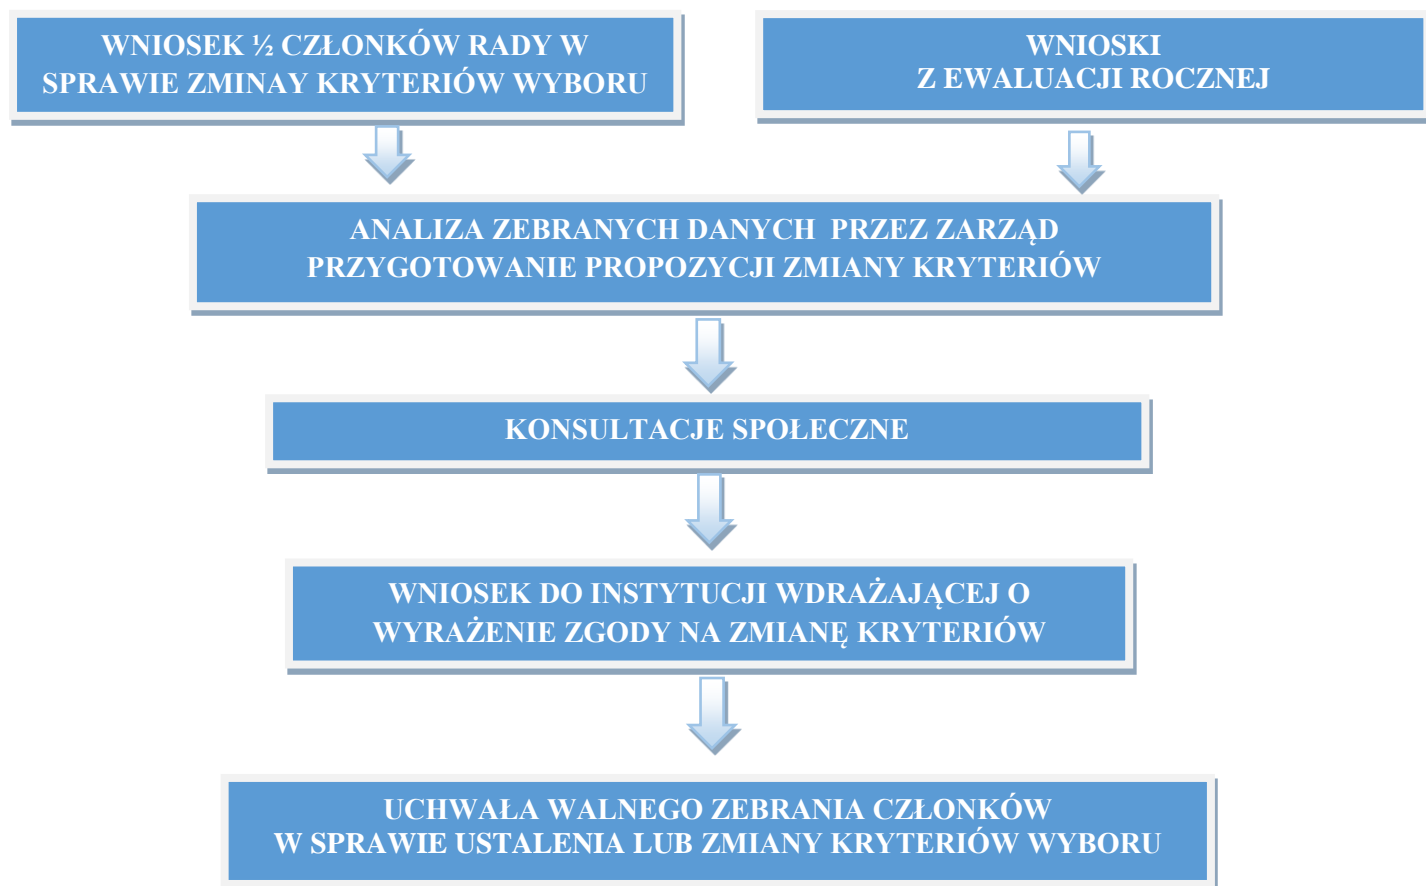 WNIOSEK ½ CZŁONKÓW RADY W
SPRAWIE ZMINAY KRYTERIÓW WYBORU
WNIOSKI
Z EWALUACJI ROCZNEJ
ANALIZA ZEBRANYCH DANYCH PRZEZ ZARZĄD
PRZYGOTOWANIE PROPOZYCJI ZMIANY KRYTERIÓW
KONSULTACJE SPOŁECZNE
WNIOSEK DO INSTYTUCJI WDRAŻAJĄCEJ O
WYRAŻENIE ZGODY NA ZMIANĘ KRYTERIÓW
UCHWAŁA WALNEGO ZEBRANIA CZŁONKÓW
W SPRAWIE USTALENIA LUB ZMIANY KRYTERIÓW WYBORU